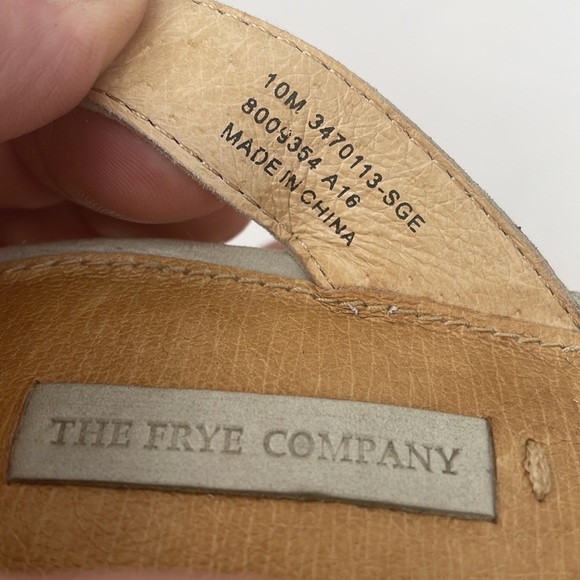 10M 3470113-SGE
8009354 A16
MADE IN CHINA
THE FRYE COMPANY